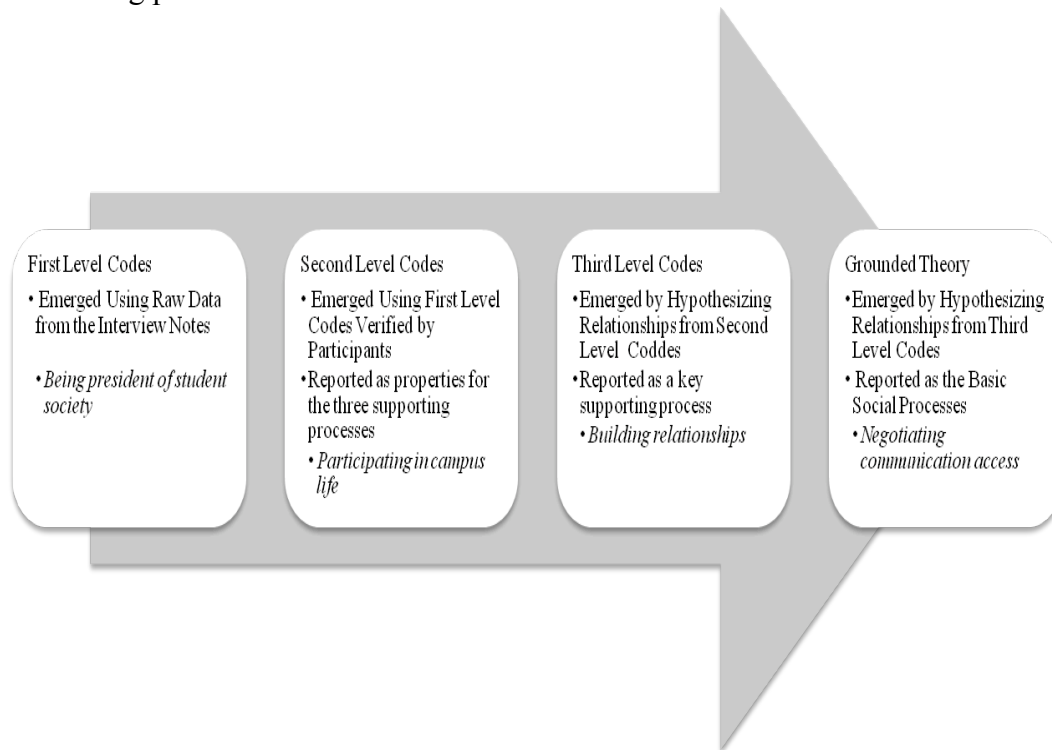 First Level Codes
• Emerged Using Raw Data
from the Interview Notes
• Being president of student
society
Second Level Codes
• Emerged Using First Level
Codes Verified by
Participants
• Reported as properties for
the three supporting
processes
• Participating in campus
life
Third Level Codes
• Emerged by Hypothesizing
Relationships from Second
Level Coddes
• Reported as a key
supporting process
• Building relationships
Grounded Theory
• Emerged by Hypothesizing
Relationships from Third
Level Codes
• Reported as the Basic
Social Processes
• Negotiating
communication access